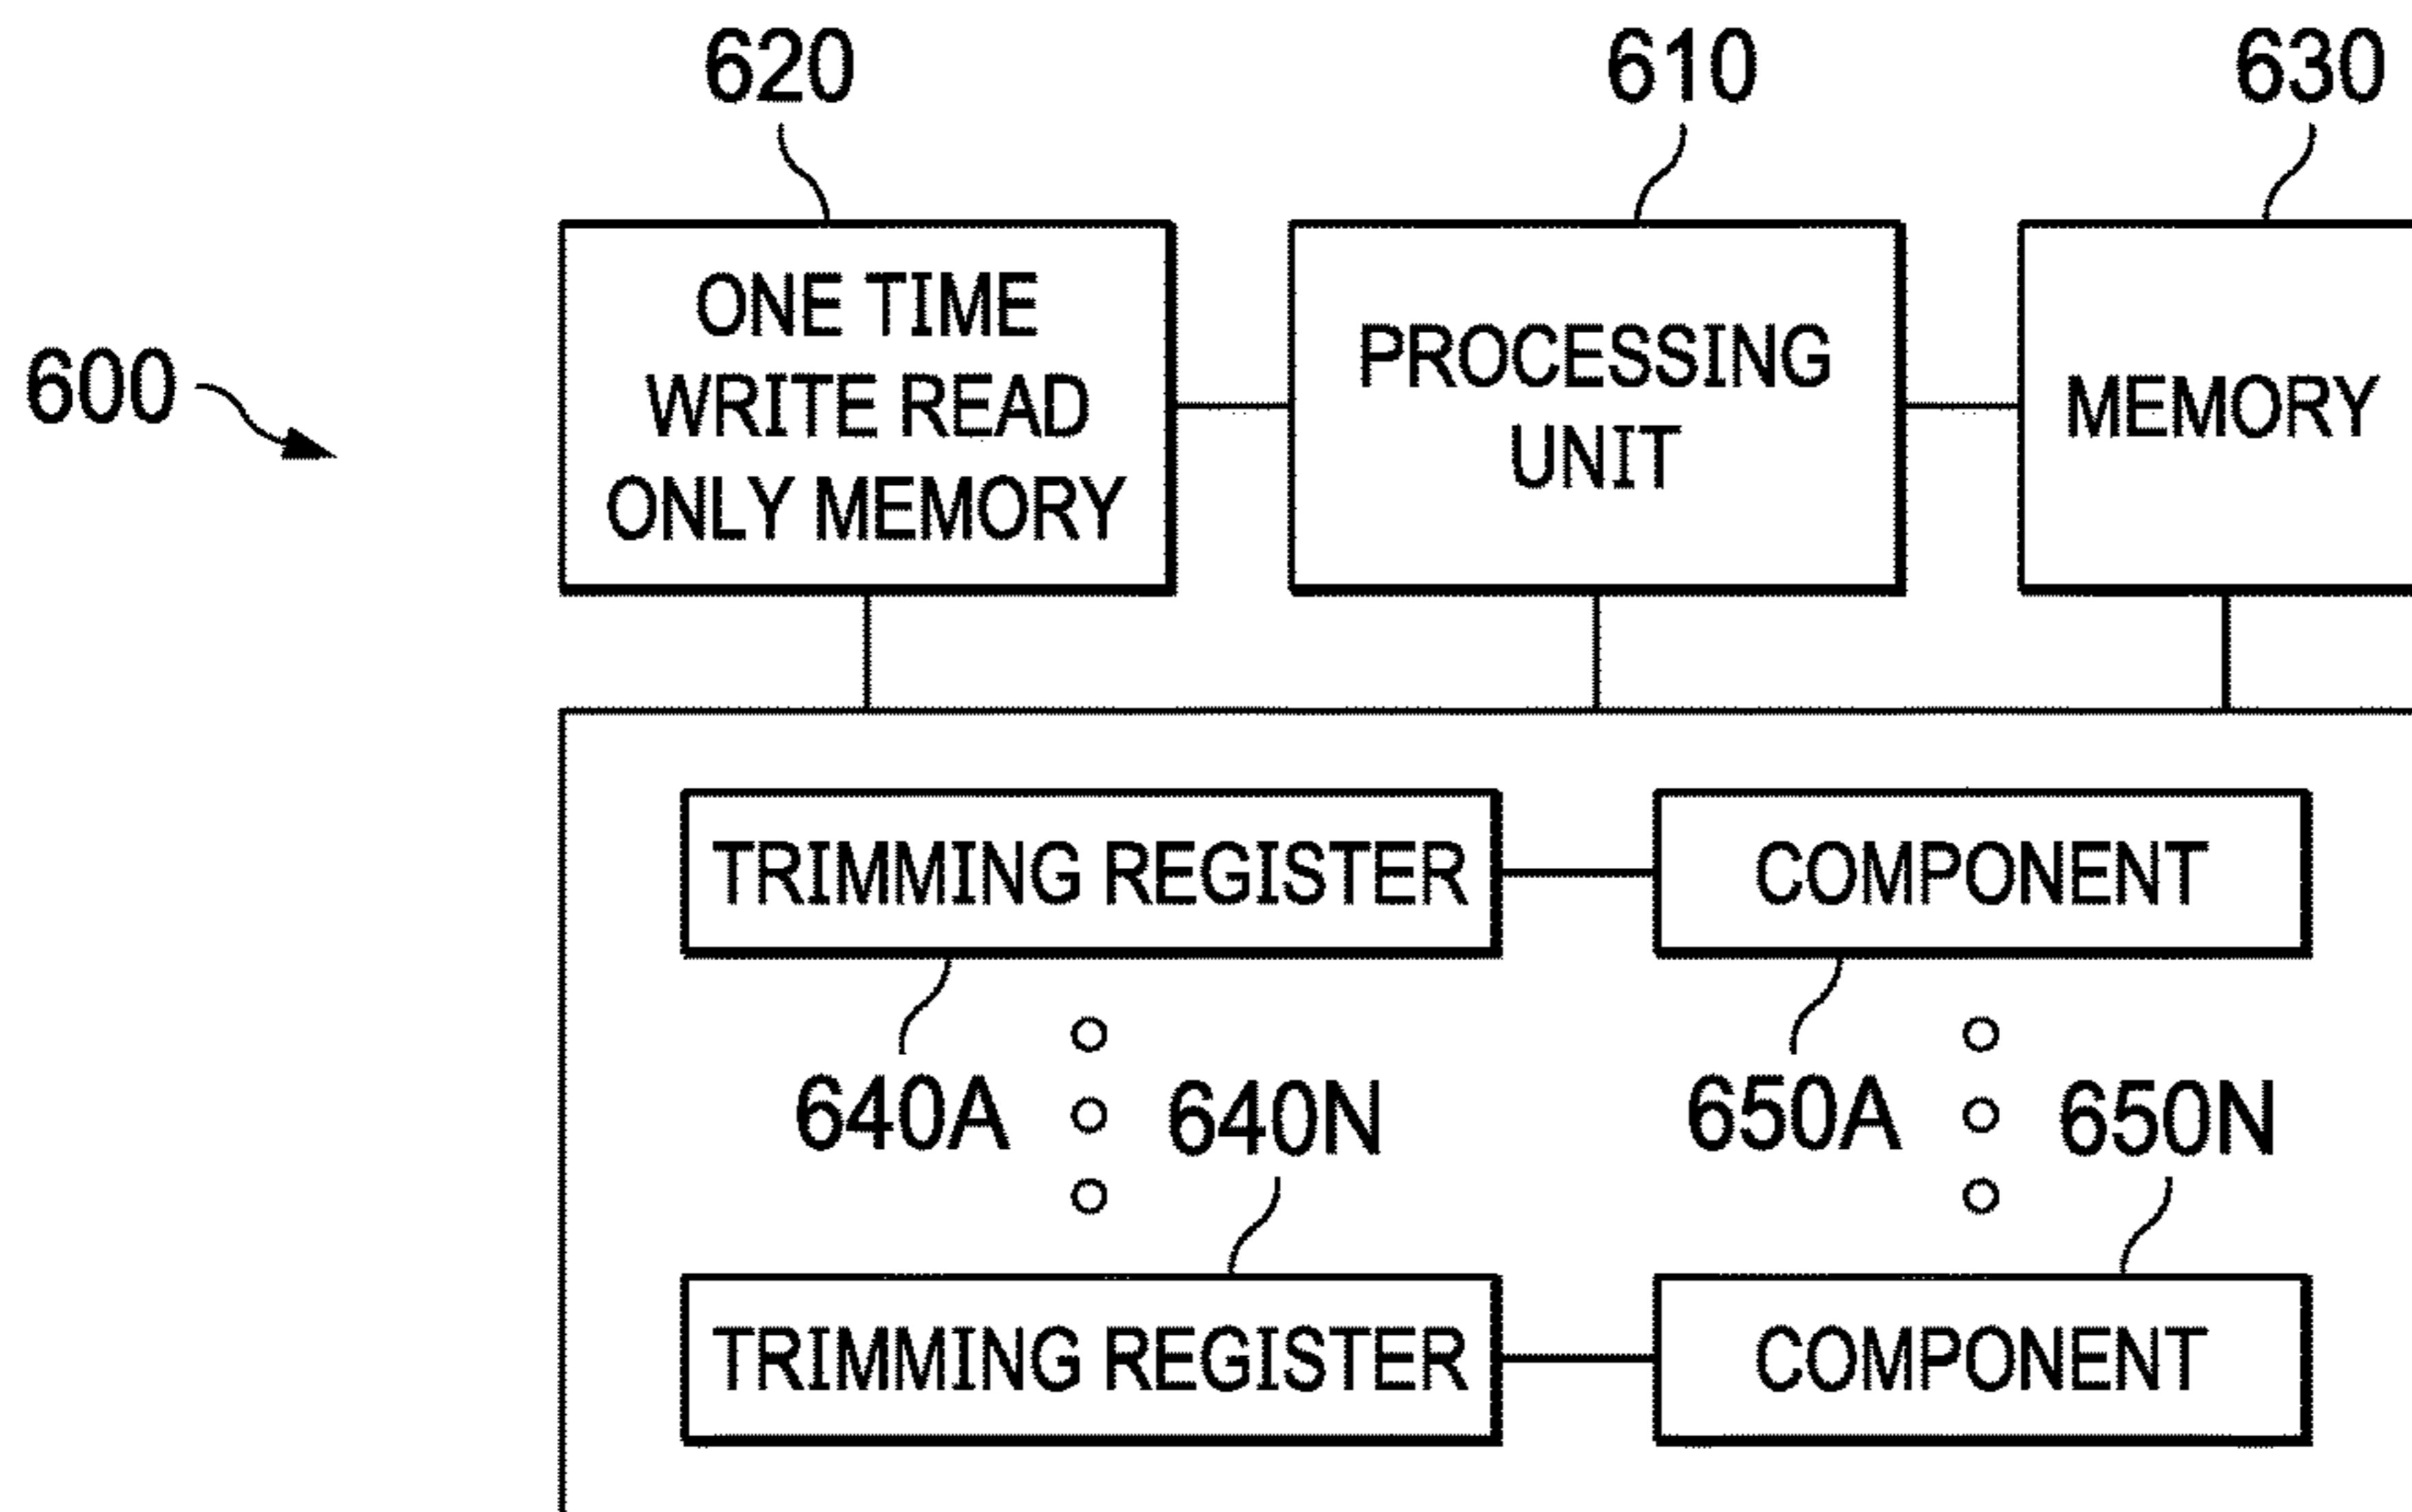 620
610
630
600
ONE TIME
WRITE READ
ONLY MEMORY
PROCESSING
UNIT
MEMORY
TRIMMING REGISTER
COMPONENT
640A
640N
650A
650N
TRIMMING REGISTER
COMPONENT